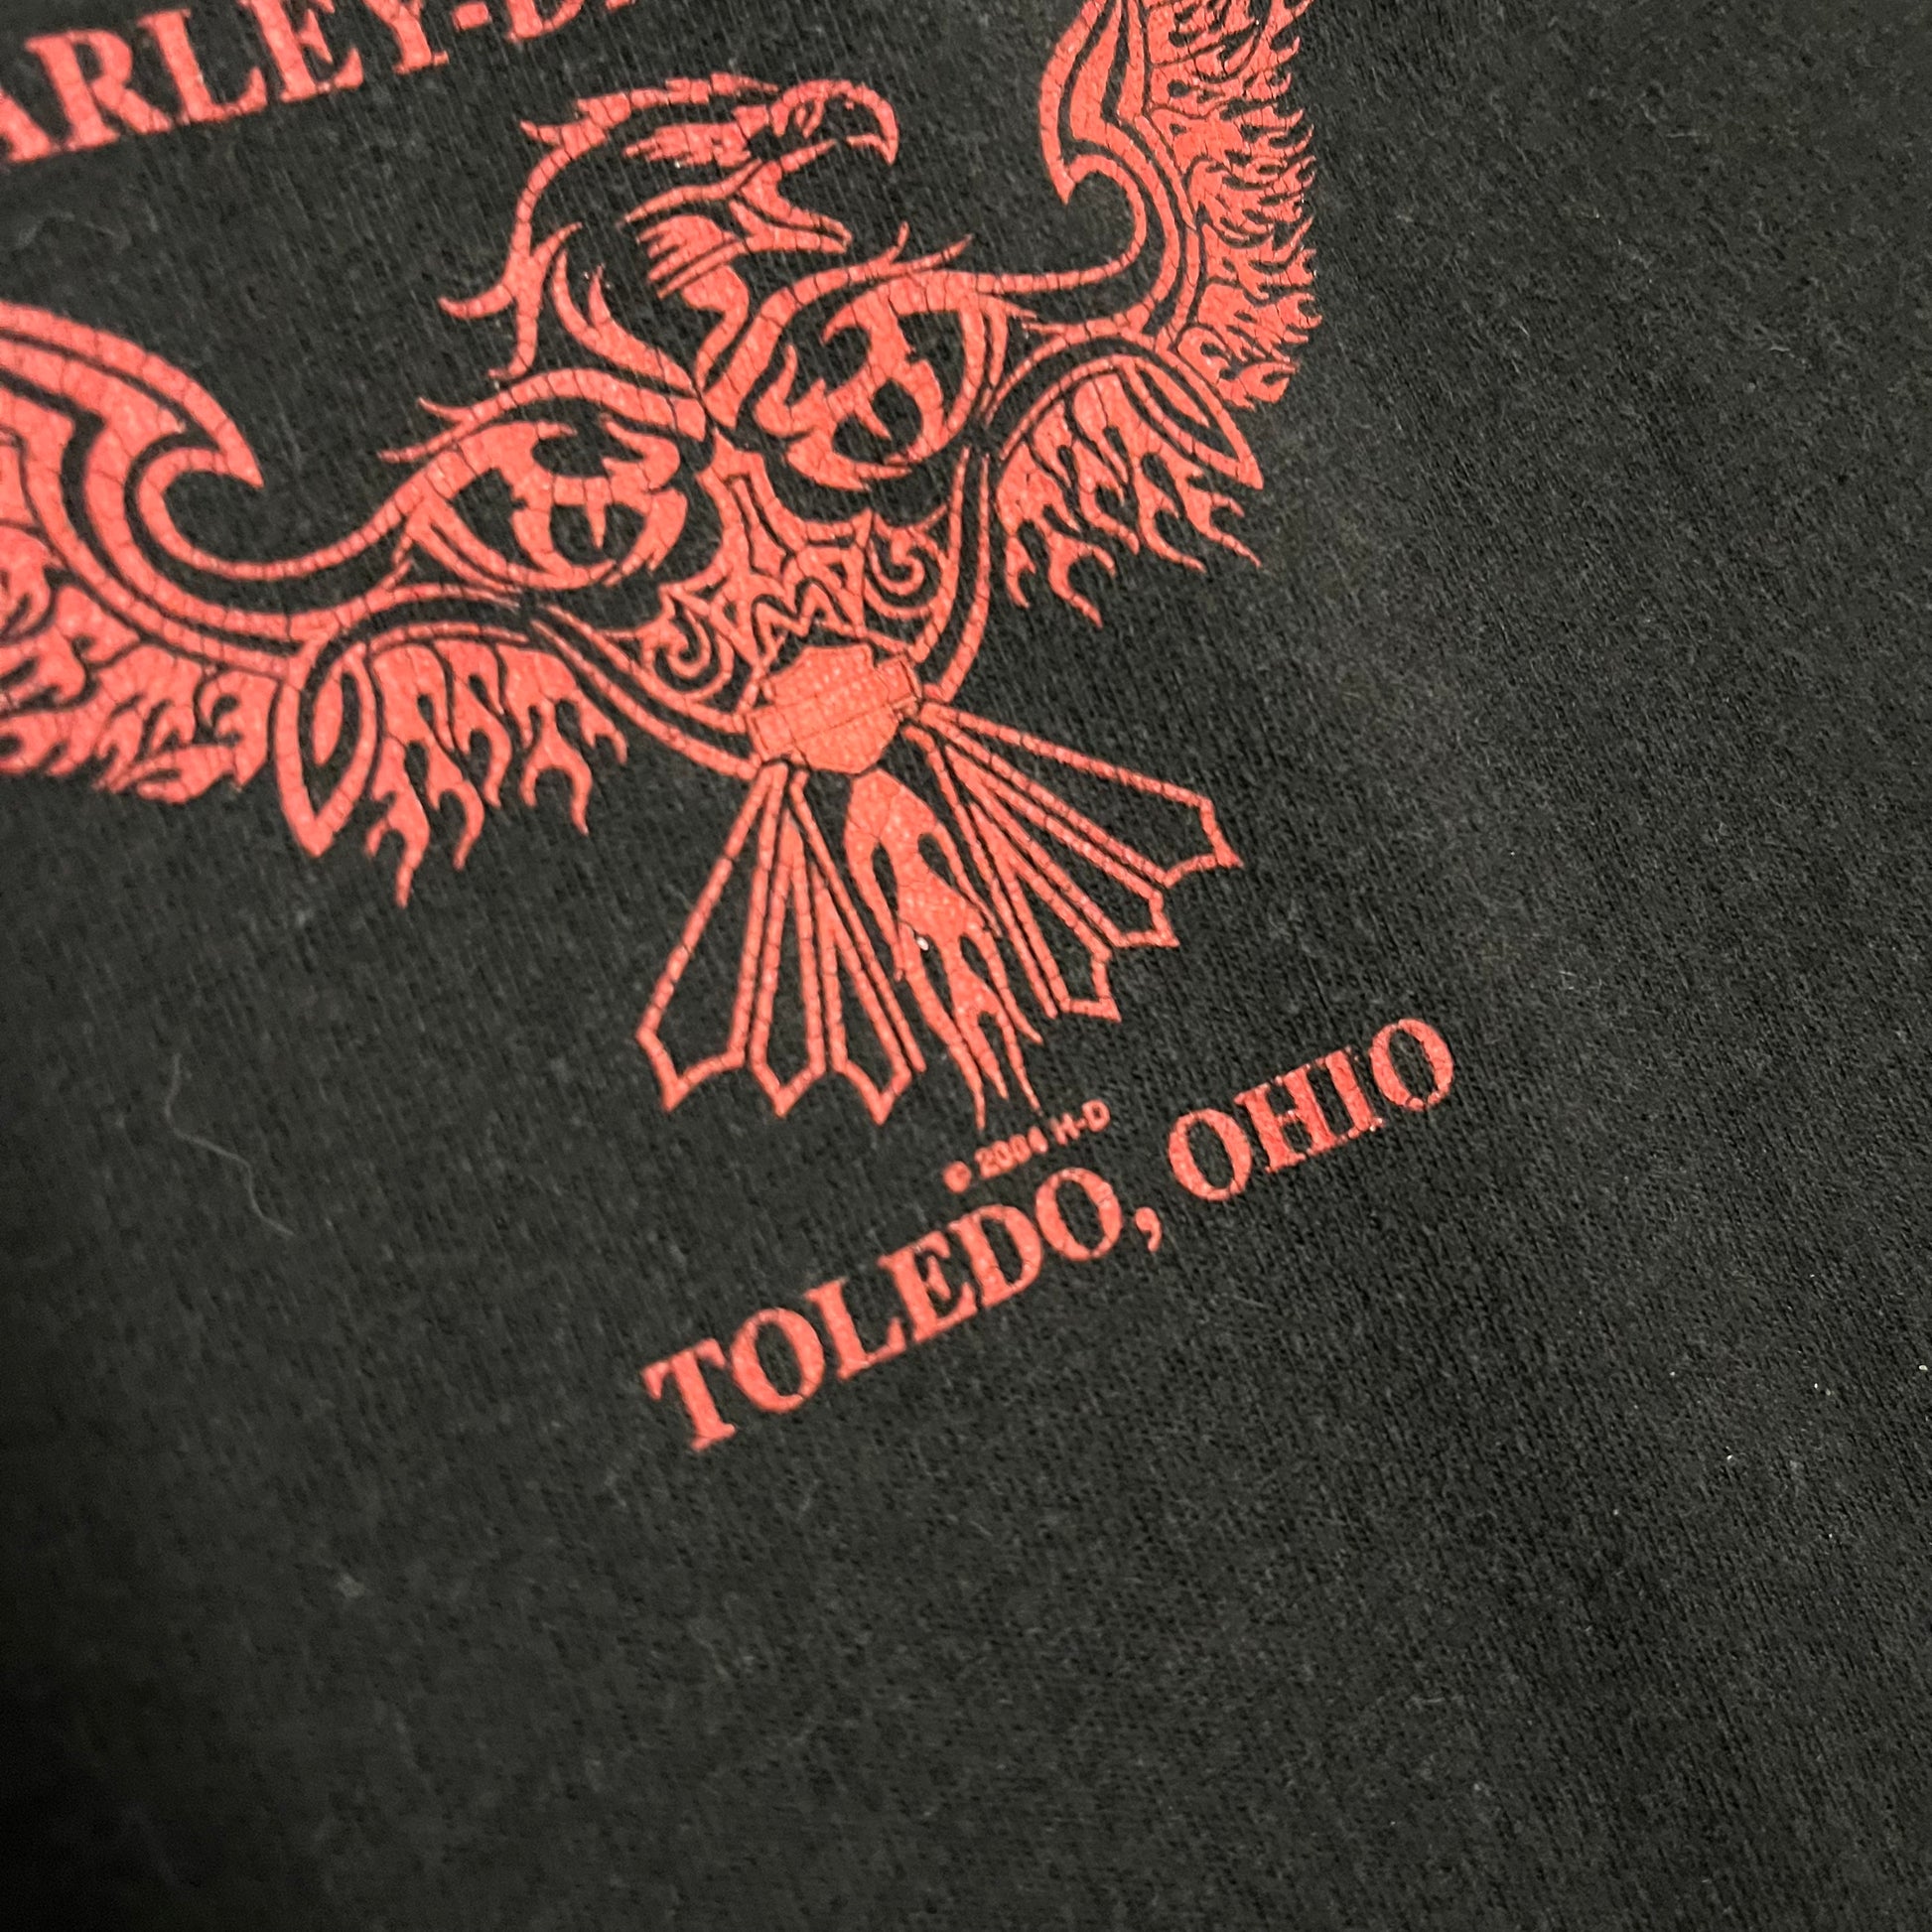 ARLEY-D
© 2004 H-D
TOLEDO, OHIO